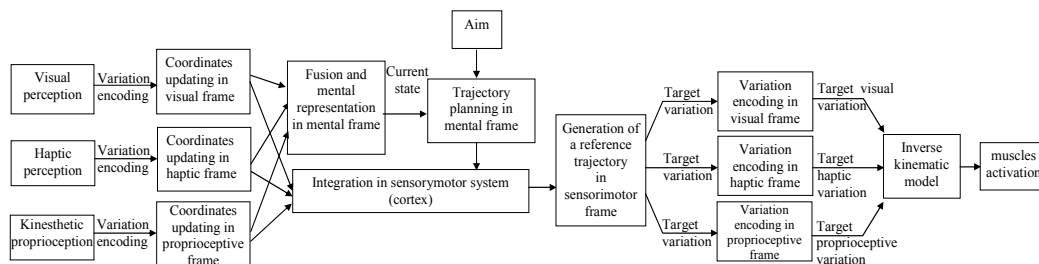 Aim
Visual
perception
Variation
encoding
Coordinates
updating in
visual frame
Fusion and
mental
representation
in mental frame
Current
state
Trajectory
planning in
mental frame
Haptic
perception
Variation
encoding
Coordinates
updating in
haptic frame
Kinesthetic
proprioception
Variation
encoding
Coordinates
updating in
proprioceptive
frame
Integration in sensorymotor system
(cortex)
Generation of
a reference
trajectory
in
sensorimotor
frame
Target
variation
Variation
encoding in
visual frame
Target visual
variation
Target
variation
Variation
encoding in
haptic frame
Target
haptic
variation
Target
variation
Variation
encoding in
proprioceptive
frame
Target
proprioceptive
variation
Inverse
kinematic
model
muscles
activation